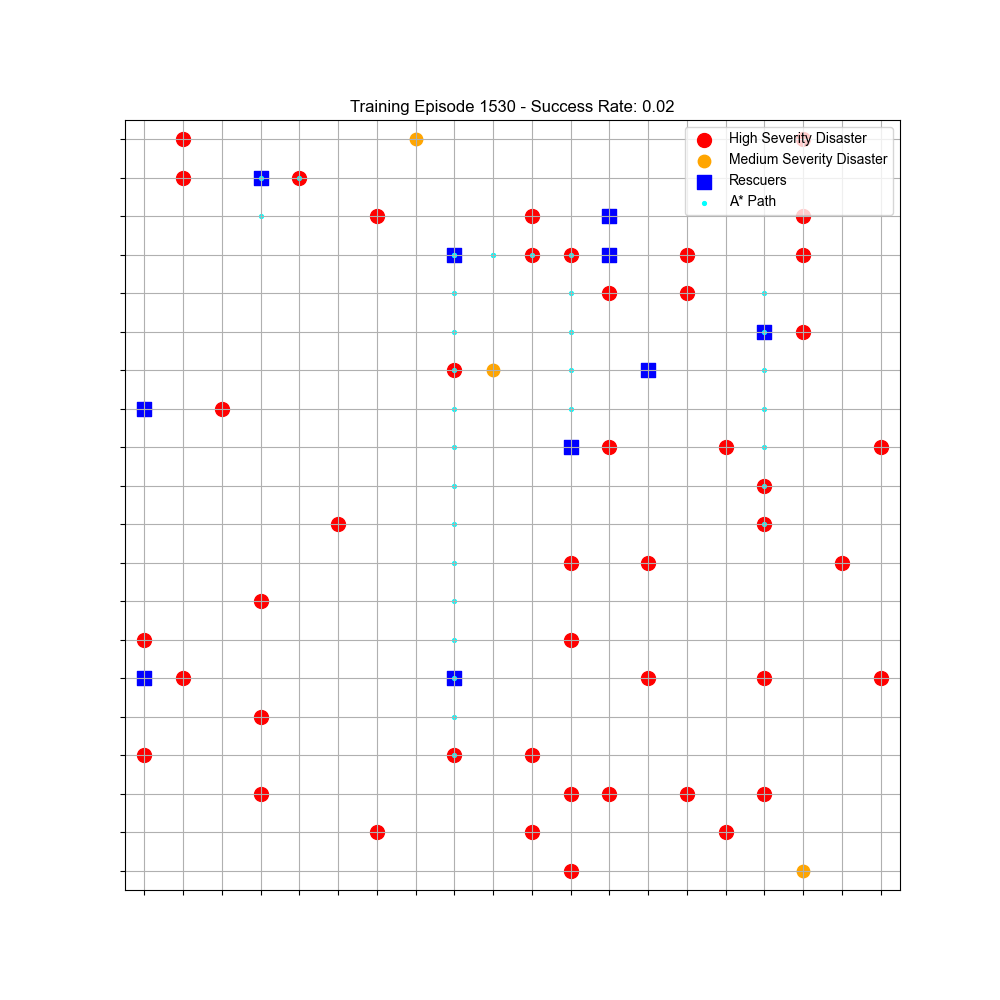 Training Episode 1530 - Success Rate: 0.02
High Severity Disaster
Medium Severity Disaster
Rescuers
A* Path